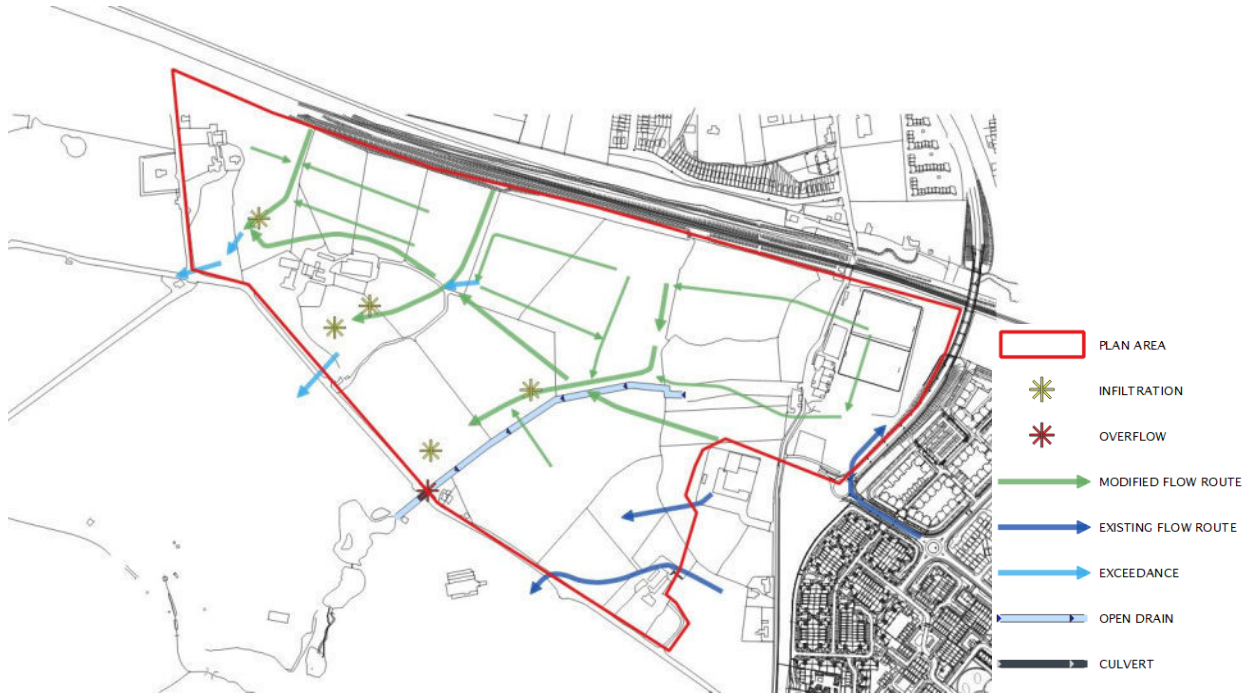 PLAN AREA
INFILTRATION
OVERFLOW
MODIFIED FLOW ROUTE
EXISTING FLOW ROUTE
EXCEEDANCE
OPEN DRAIN
CULVERT